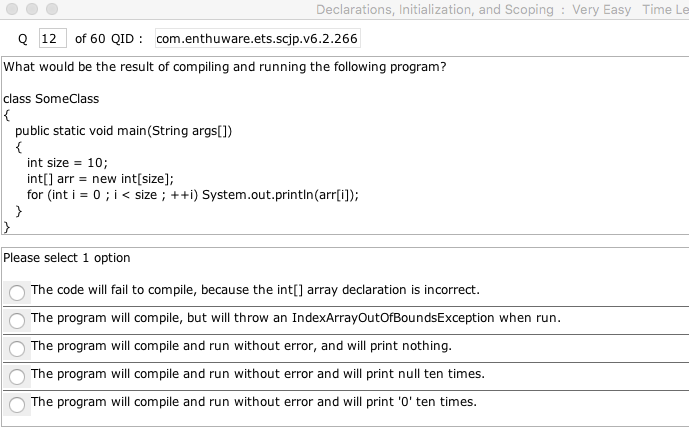 Declarations, Initialization, and Scoping : Very Easy Time Le
Q 12 of 60 QID : com.enthuware.ets.scjp.v6.2.266
What would be the result of compiling and running the following program?
class SomeClass
{
public static void main(String args[])
{
int size = 10;
int[] arr = new int[size];
for (int i = 0 ; i < size ; ++i) System.out.println(arr[i]);
}
}
Please select 1 option
The code will fail to compile, because the int[] array declaration is incorrect.
The program will compile, but will throw an IndexArrayOutOfBoundsException when run.
The program will compile and run without error, and will print nothing.
The program will compile and run without error and will print null ten times.
The program will compile and run without error and will print '0' ten times.